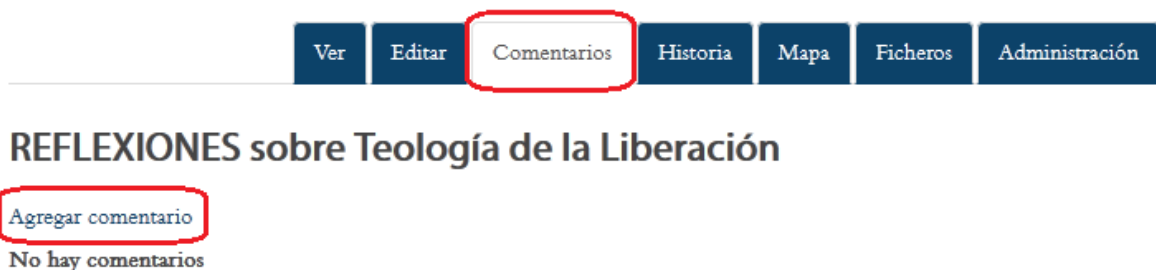 Ver Editar Comentarios Historia Mapa Ficheros Administración
REFLEXIONES sobre Teología de la Liberación
Agregar comentario
No hay comentarios